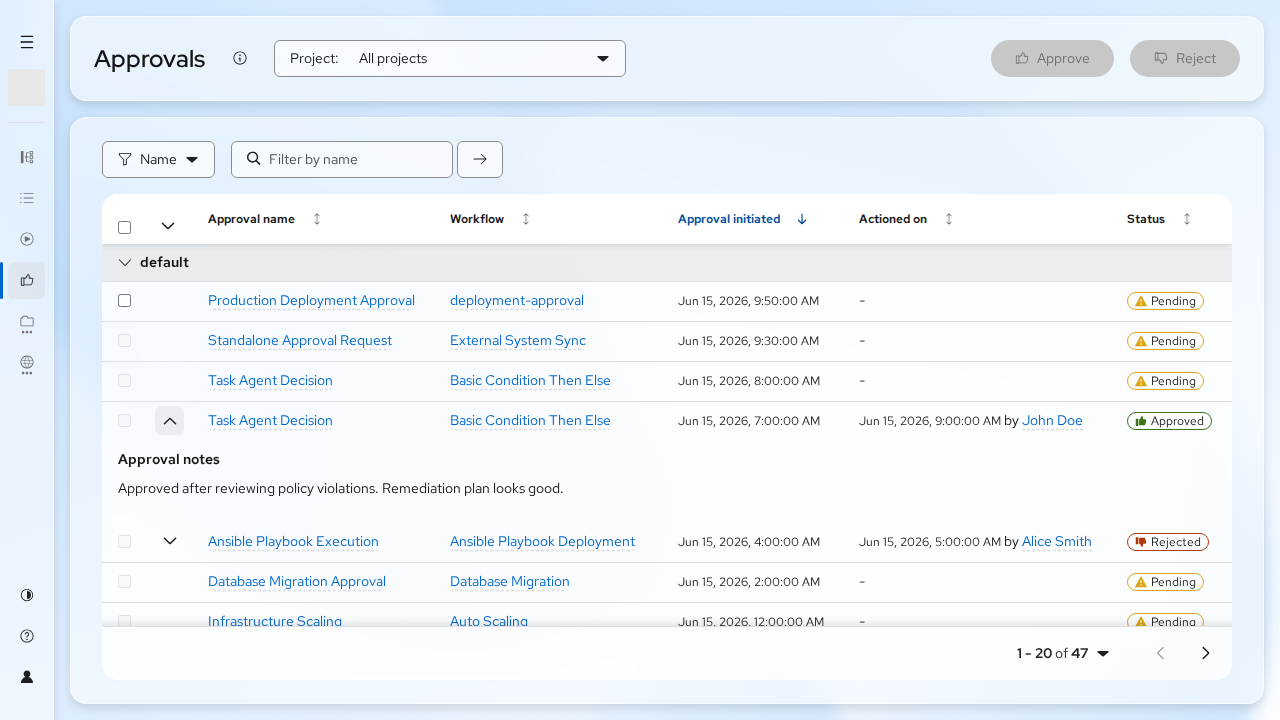 Approvals
Project: All projects
Approve
Reject
Name
Filter by name
Approval name
Workflow
Approval initiated
Actioned on
Status
default
Production Deployment Approval deployment-approval Jun 15, 2026, 9:50:00 AM - Pending
Standalone Approval Request External System Sync Jun 15, 2026, 9:30:00 AM - Pending
Task Agent Decision Basic Condition Then Else Jun 15, 2026, 8:00:00 AM - Pending
Task Agent Decision Basic Condition Then Else Jun 15, 2026, 7:00:00 AM Jun 15, 2026, 9:00:00 AM by John Doe Approved
Approval notes
Approved after reviewing policy violations. Remediation plan looks good.
Ansible Playbook Execution Ansible Playbook Deployment Jun 15, 2026, 4:00:00 AM Jun 15, 2026, 5:00:00 AM by Alice Smith Rejected
Database Migration Approval Database Migration Jun 15, 2026, 2:00:00 AM - Pending
Infrastructure Scaling Auto Scaling Jun 15, 2026, 12:00:00 AM - Pending
1 - 20 of 47